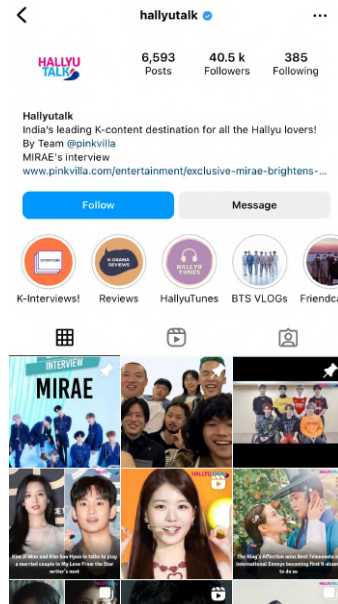 hallyutalk
HALLYU
TALK
6,593
Posts
40.5 k
Followers
385
Following
Hallyutalk
India's leading K-content destination for all the Hallyu lovers!
By Team @pinkvilla
MIRAE's interview
www.pinkvilla.com/entertainment/exclusive-mirae-brightens-...
Follow
Message
K DRAMA
REVIEWS
HALLYU
TUNES
K-Interviews!
Reviews
HallyuTunes
BTS VLOGs
Friendca
INTERVIEW
MIRAE
HALLYU
Kim Ji Won and Kim Soo Hyun in talks to play
a married couple in My Love From the Star
writer's next
The King's Affection wins Best Telenovela at
International Emmys becoming first K-drama
to do so